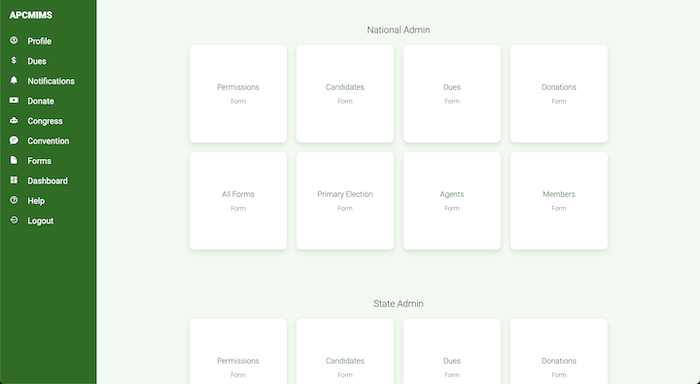 APCMIMS
Profile
Dues
Notifications
Donate
Congress
Convention
Forms
Dashboard
Help
Logout
National Admin
Permissions
Form
Candidates
Form
Dues
Form
Donations
Form
All Forms
Form
Primary Election
Form
Agents
Form
Members
Form
State Admin
Permissions
Form
Candidates
Form
Dues
Form
Donations
Form